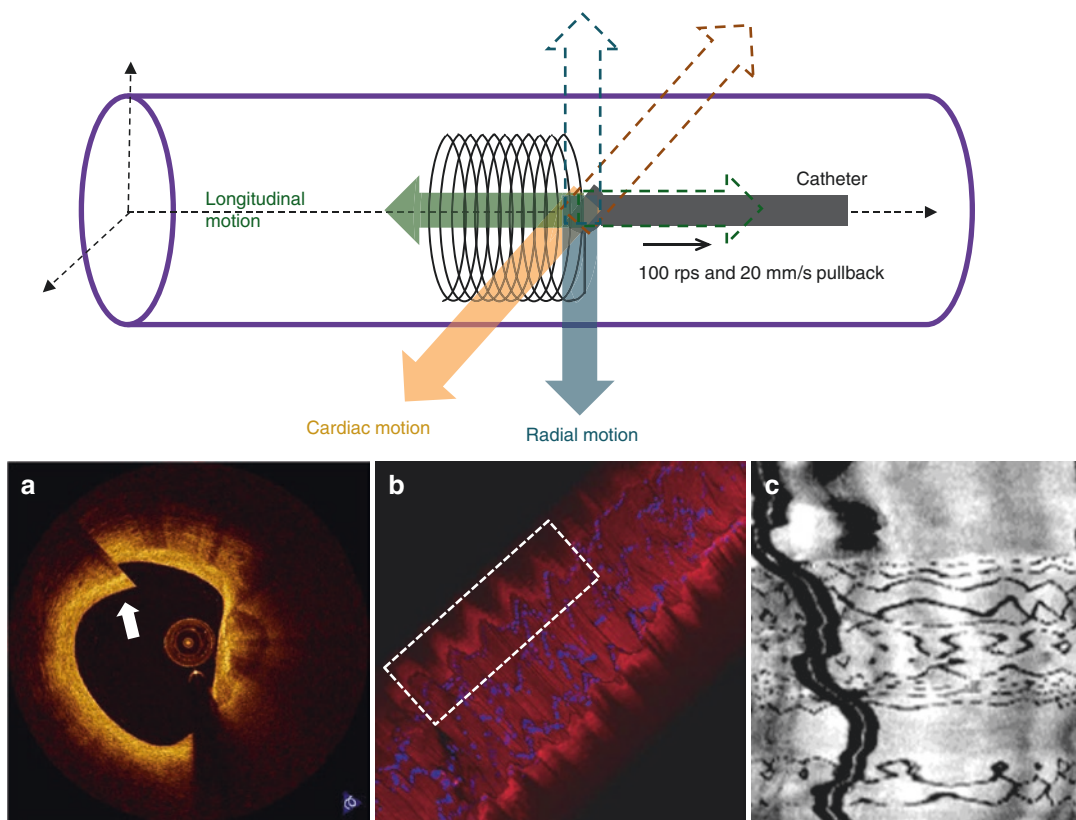 Longitudinal
motion
Catheter
100 rps and 20 mm/s pullback
Cardiac motion
Radial motion
a
b
c